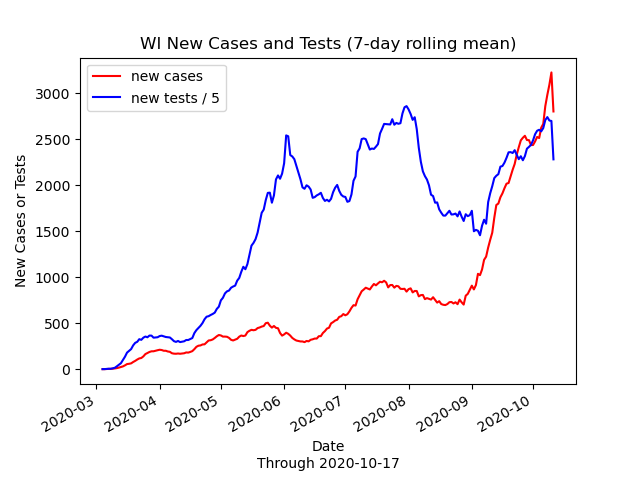 WI New Cases and Tests (7-day rolling mean)
new cases
new tests / 5
New Cases or Tests
3000
2500
2000
1500
1000
500
0
2020-03
2020-04
2020-05
2020-06
2020-07
2020-08
2020-09
2020-10
Date
Through 2020-10-17